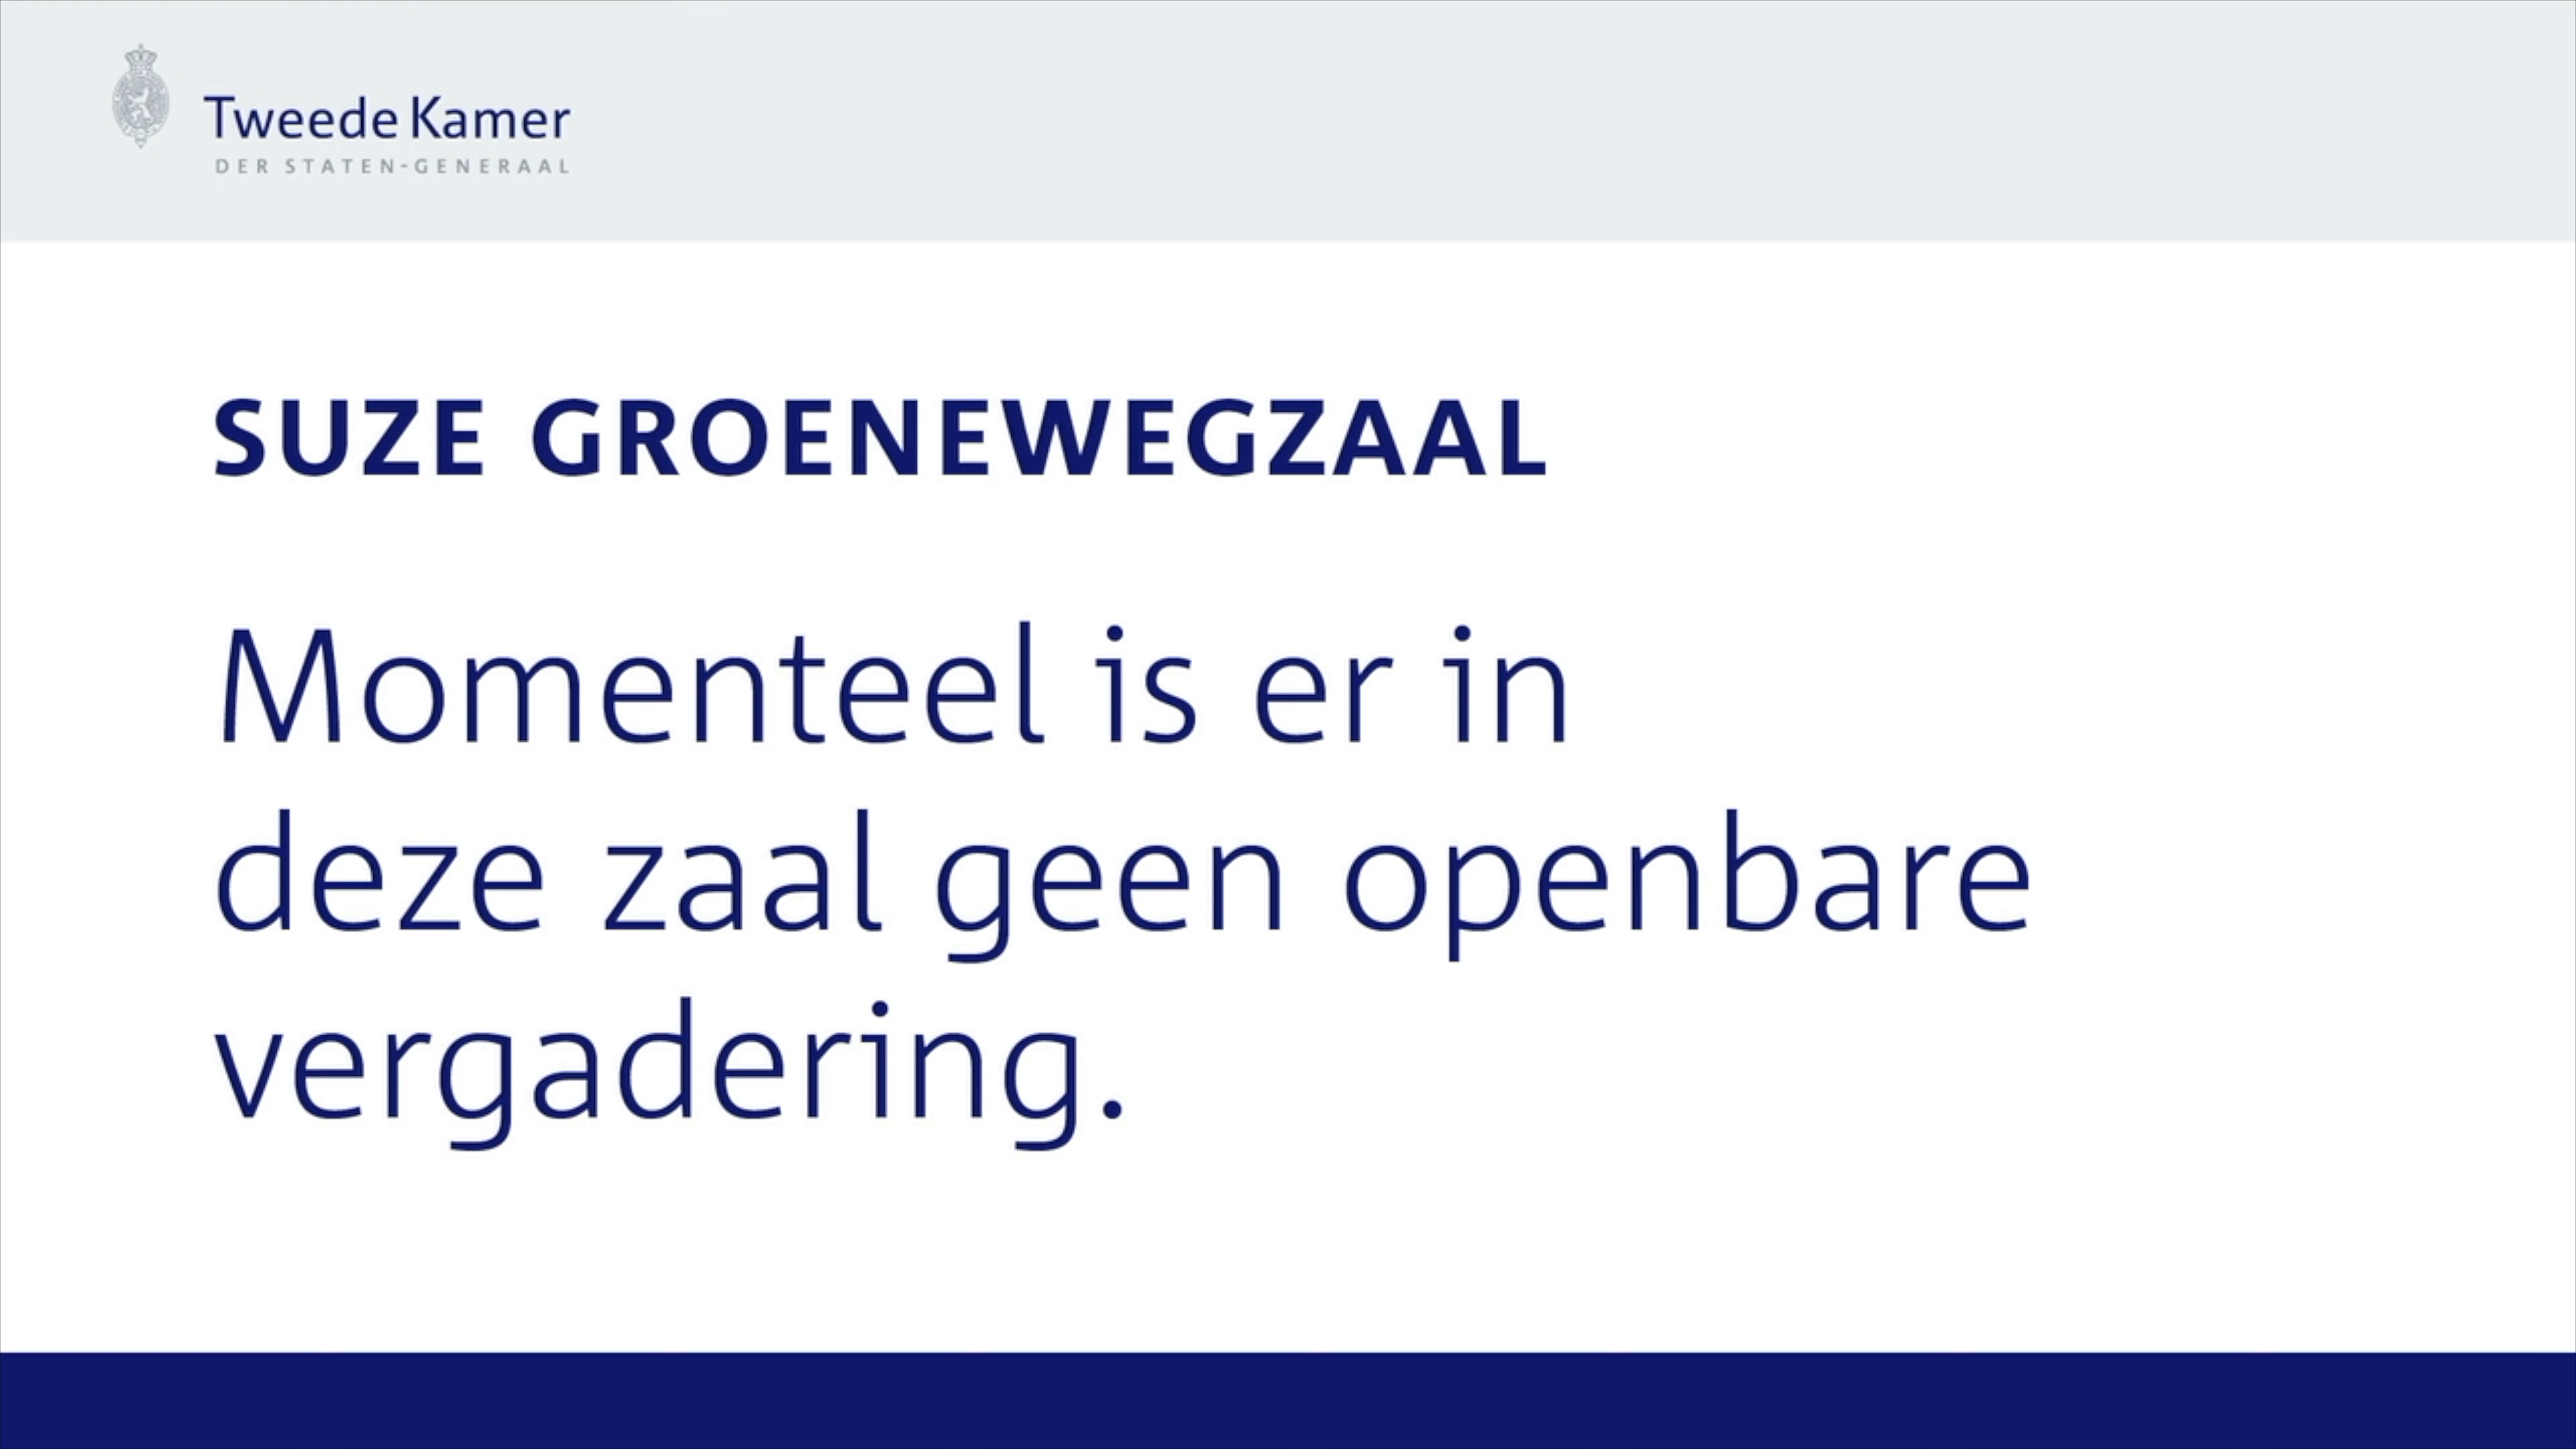 Tweede Kamer
DER STATEN-GENERAAL
SUZE GROENEWEGZAAL
Momenteel is er in
deze zaal geen openbare
vergadering.